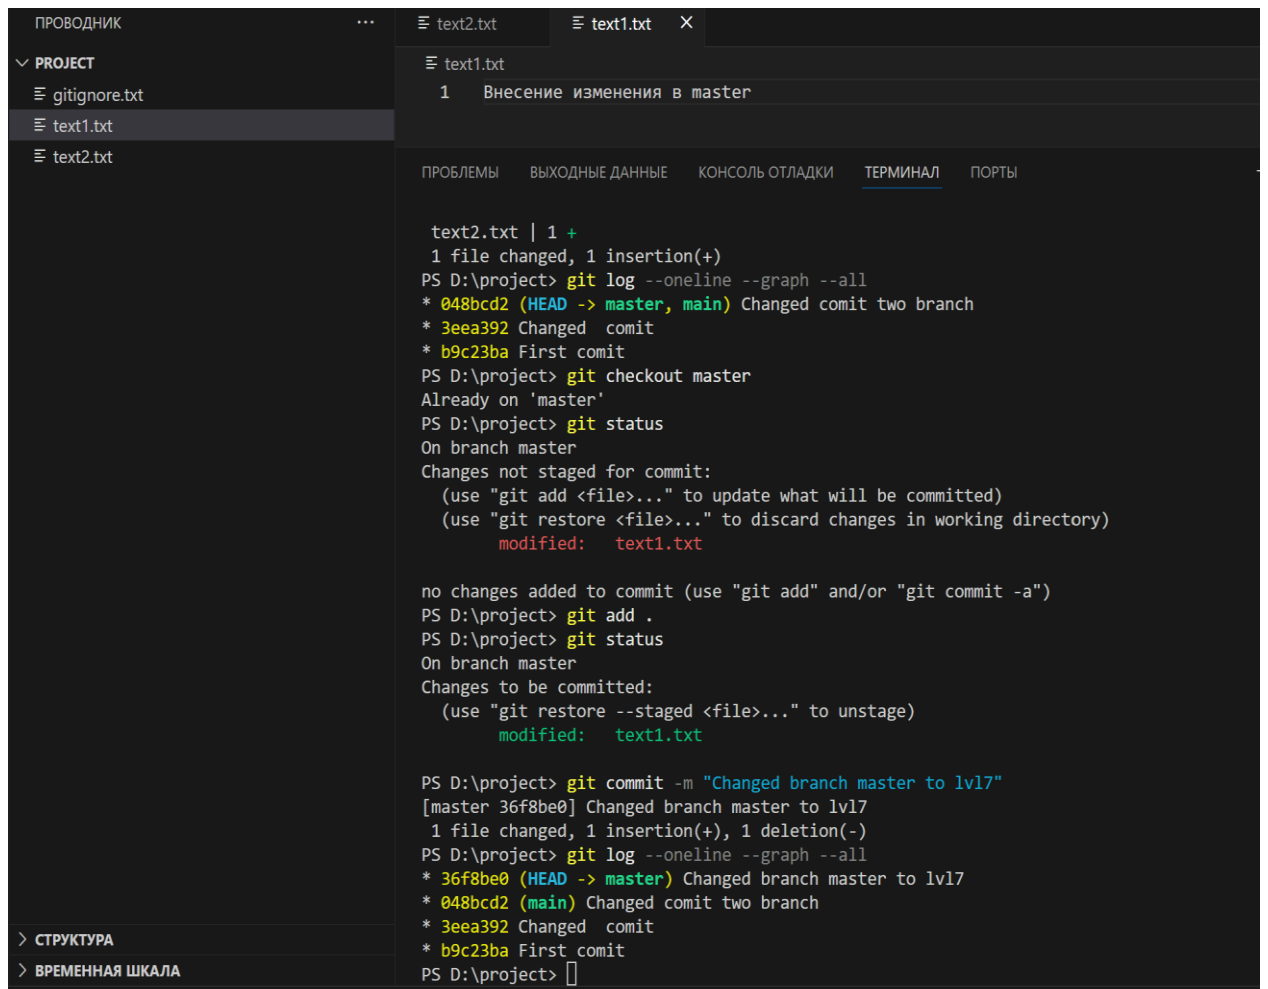 ПРОВОДНИК ···
PROJECT
gitignore.txt
text1.txt
text2.txt
СТРУКТУРА
ВРЕМЕННАЯ ШКАЛА
text2.txt text1.txt
text1.txt
1 Внесение изменения в master
ПРОБЛЕМЫ ВЫХОДНЫЕ ДАННЫЕ КОНСОЛЬ ОТЛАДКИ ТЕРМИНАЛ ПОРТЫ
text2.txt | 1 +
1 file changed, 1 insertion(+)
PS D:\project> git log --oneline --graph --all
* 048bcd2 (HEAD -> master, main) Changed comit two branch
* 3eea392 Changed  comit
* b9c23ba First comit
PS D:\project> git checkout master
Already on 'master'
PS D:\project> git status
On branch master
Changes not staged for commit:
  (use "git add <file>..." to update what will be committed)
  (use "git restore <file>..." to discard changes in working directory)
        modified:   text1.txt
no changes added to commit (use "git add" and/or "git commit -a")
PS D:\project> git add .
PS D:\project> git status
On branch master
Changes to be committed:
  (use "git restore --staged <file>..." to unstage)
        modified:   text1.txt
PS D:\project> git commit -m "Changed branch master to lvl7"
[master 36f8be0] Changed branch master to lvl7
 1 file changed, 1 insertion(+), 1 deletion(-)
PS D:\project> git log --oneline --graph --all
* 36f8be0 (HEAD -> master) Changed branch master to lvl7
* 048bcd2 (main) Changed comit two branch
* 3eea392 Changed  comit
* b9c23ba First comit
PS D:\project>